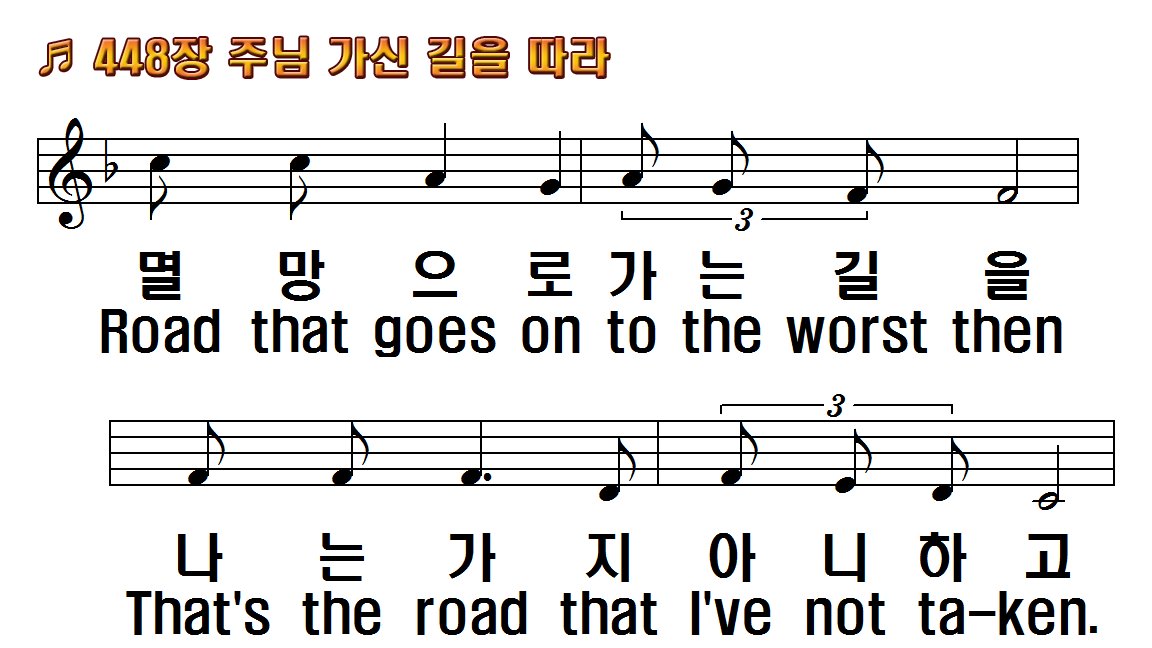 448장 주님 가신 길을 따라
3
멸 망 으 로 가 는 길 을
Road that goes on to the worst then
3
나 는 가 지 아 니 하 고
That's the road that I've not ta-ken.